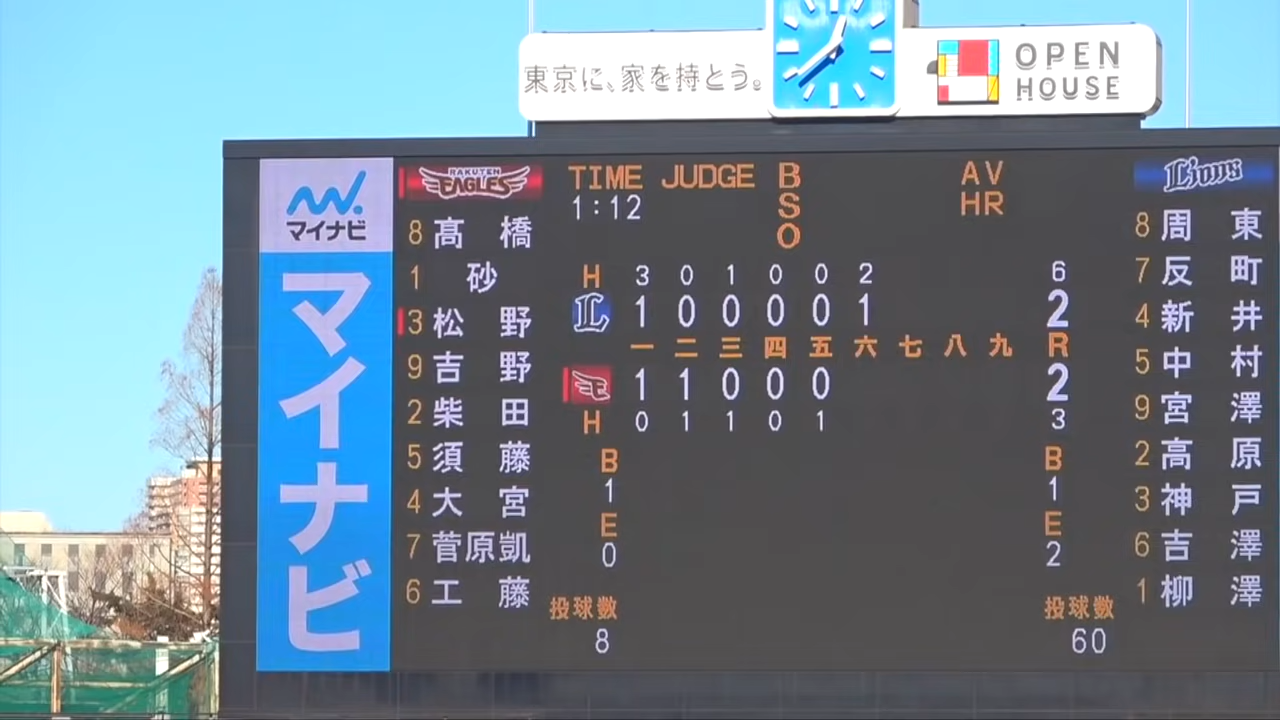 東京に、家を持とう。
OPEN
HOUSE
マイナビ
マイナビ
RAKUTEN
EAGLES
8 髙橋
1 砂
3 松野
9 吉野
2 柴田
5 須藤
4 大宮
7 菅原凱
6 工藤
TIME JUDGE B AV
1:12 S HR
O
H 3 0 1 0 0 2 6
L 1 0 0 0 0 1 2
一 二 三 四 五 六 七 八 九 R
E 1 1 0 0 0 2
H 0 1 1 0 1 3
B B
1 1
E E
0 2
投球数 投球数
8 60
Lions
8 周東
7 反町
4 新井
5 中村
9 宮澤
2 高原
3 神戸
6 吉澤
1 柳澤